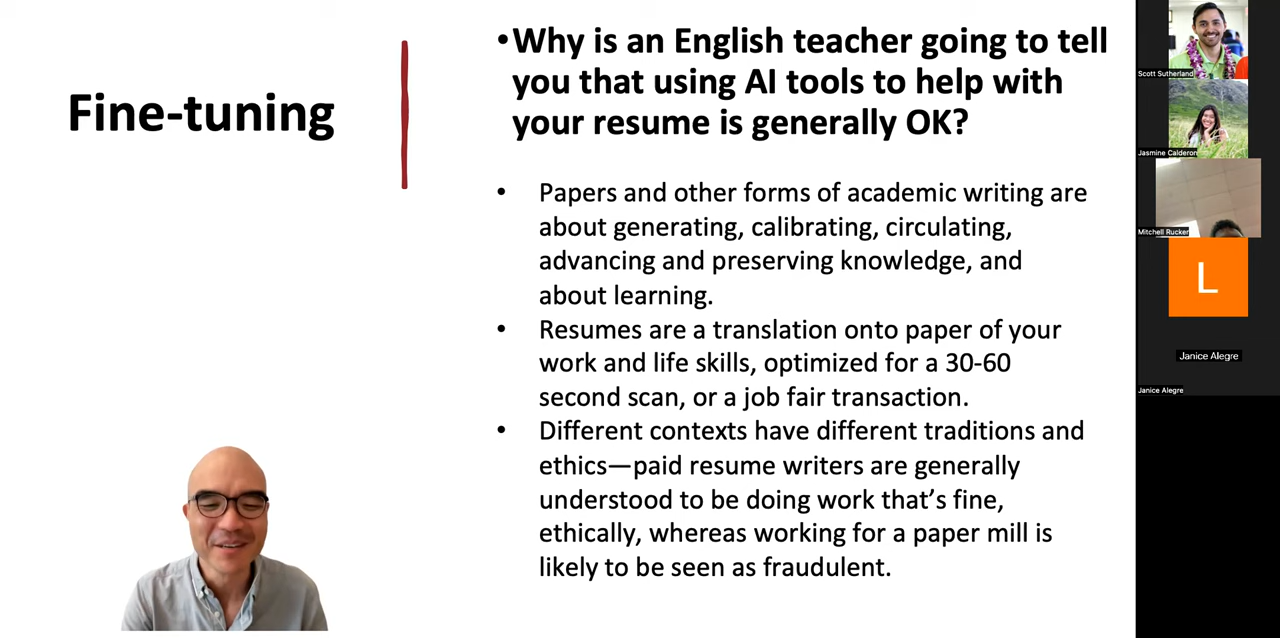 Fine-tuning
•Why is an English teacher going to tell
you that using AI tools to help with
your resume is generally OK?
• Papers and other forms of academic writing are
about generating, calibrating, circulating,
advancing and preserving knowledge, and
about learning.
• Resumes are a translation onto paper of your
work and life skills, optimized for a 30-60
second scan, or a job fair transaction.
• Different contexts have different traditions and
ethics—paid resume writers are generally
understood to be doing work that's fine,
ethically, whereas working for a paper mill is
likely to be seen as fraudulent.
Scott Sutherland
Jasmine Calderon
Mitchell Rucker
L
Janice Alegre
Janice Alegre